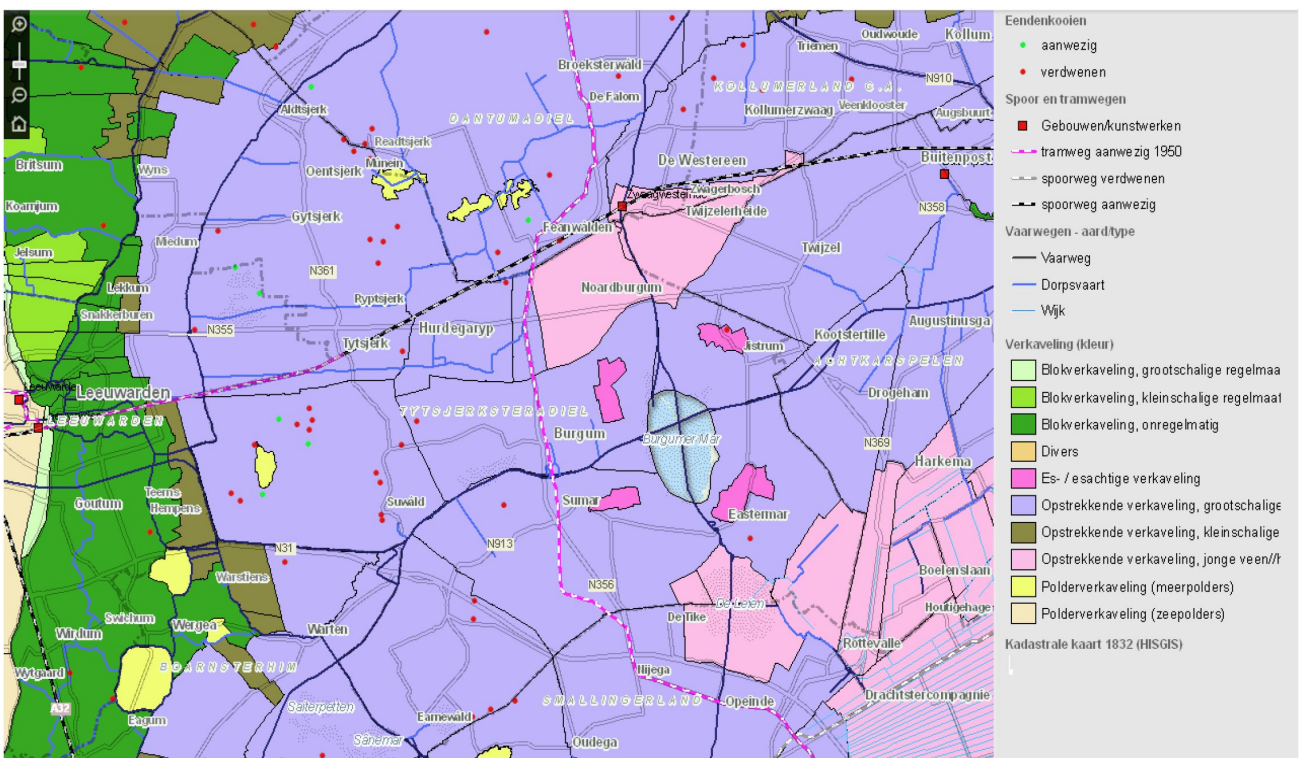 Oudwoude
Kollum
Triemen
Broeksterwâld
N910
KOLLUMERLAND C.A.
De Falom
Aldtsjerk
Kollumerzwaag
Veenklooster
Augsbuurt
DANTUMADIEL
Readtsjerk
Britsum
Wyns
Oentsjerk
Mûnein
De Westereen
Buitenpost
Zwagerbosch
Koarnjum
Gytsjerk
Twijzelerheide
N358
Feanwâlden
Miedum
Twijzel
Jelsum
N361
Lekkum
Ryptsjerk
Noardburgum
Snakkerburen
N355
Hurdegaryp
Augustinusga
Tytsjerk
Jistrum
Kootstertille
ACHTKARSPELEN
Leeuwarden
Drogeham
LEEUWARDEN
TYTSJERKSTERADIEL
Burgum
Burgumer Mar
N369
Harkema
Goutum
Teerns
Hempens
Suwâld
Sumar
Eastermar
N31
N913
Warstiens
N356
Boelenslaan
De Leien
Houtigehage
Swichum
De Tike
Wergea
Wirdum
Warten
Rottevalle
BOARNSTERHIM
Wytgaard
Nijega
A32
Saiterpetten
SMALLINGERLAND
Opeinde
Drachtstercompagnie
Eagum
Earnewâld
Sânemar
Oudega
Eendenkooien
aanwezig
verdwenen
Spoor en tramwegen
Gebouwen/kunstwerken
tramweg aanwezig 1950
spoorweg verdwenen
spoorweg aanwezig
Vaarwegen - aard/type
Vaarweg
Dorpsvaart
Wijk
Verkaveling (kleur)
Blokverkaveling, grootschalige regelmaa
Blokverkaveling, kleinschalige regelmaat
Blokverkaveling, onregelmatig
Divers
Es- / esachtige verkaveling
Opstrekkende verkaveling, grootschalige
Opstrekkende verkaveling, kleinschalige
Opstrekkende verkaveling, jonge veen//h
Polderverkaveling (meerpolders)
Polderverkaveling (zeepolders)
Kadastrale kaart 1832 (HISGIS)